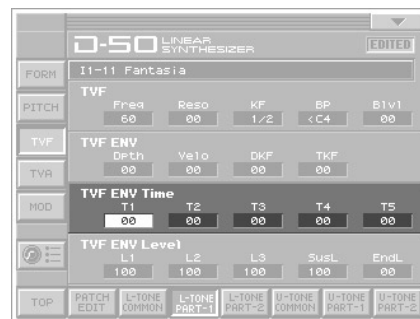 D-50 LINEAR SYNTHESIZER EDITED
FORM I1-11 Fantasia
TVF
PITCH Freq Reso KF BP Blvl
60 00 1/2 <C4 00
TVF TVF ENV
Dpth Velo DKF TKF
TVA 00 00 00 00
TVF ENV Time
MOD T1 T2 T3 T4 T5
00 00 00 00 00
TVF ENV Level
L1 L2 L3 SusL EndL
100 100 100 100 00
TOP PATCH EDIT L-TONE COMMON L-TONE PART-1 L-TONE PART-2 U-TONE COMMON U-TONE PART-1 U-TONE PART-2